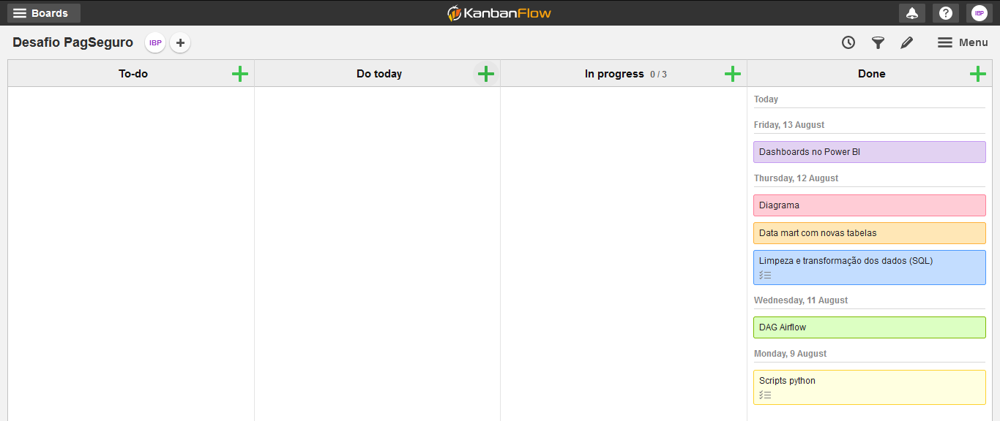 Boards
KanbanFlow
IBP
Desafio PagSeguro
IBP
Menu
To-do
Do today
In progress 0 / 3
Done
Today
Friday, 13 August
Dashboards no Power BI
Thursday, 12 August
Diagrama
Data mart com novas tabelas
Limpeza e transformação dos dados (SQL)
Wednesday, 11 August
DAG Airflow
Monday, 9 August
Scripts python